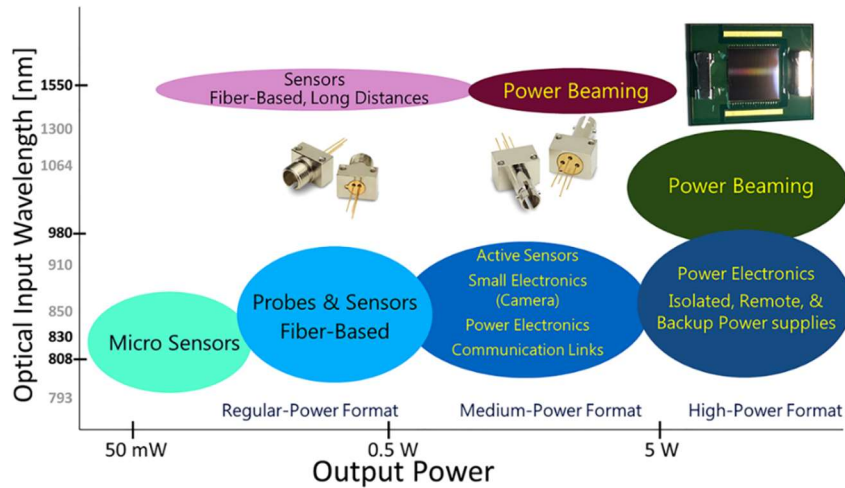 Optical Input Wavelength [nm]
1550
1300
1064
980
910
850
830
808
793
Sensors
Fiber-Based, Long Distances
Power Beaming
Power Beaming
Micro Sensors
Probes & Sensors
Fiber-Based
Active Sensors
Small Electronics
(Camera)
Power Electronics
Communication Links
Power Electronics
Isolated, Remote, &
Backup Power supplies
Regular-Power Format
Medium-Power Format
High-Power Format
50 mW
0.5 W
5 W
Output Power